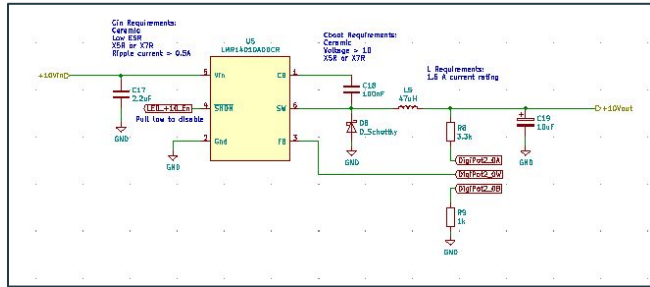 Cin Requirements:
Ceramic
Low ESR
X5R or X7R
Ripple current > 0.5A
Cboot Requirements:
Ceramic
Voltage > 10
X5R or X7R
L Requirements:
1.5 A current rating
U5
LMR14010ADDCR
+10Vin
C17
2.2uF
GND
LED_+10_En
Pull low to disable
5
Vin
4
SHDN
2
Gnd
GND
CB
1
SW
6
FB
3
C18
100nF
D8
D_Schottky
GND
L5
47uH
R8
3.3k
DigiPot2_0A
DigiPot2_0W
DigiPot2_0B
R9
1k
GND
C19
10uF
GND
+10Vout